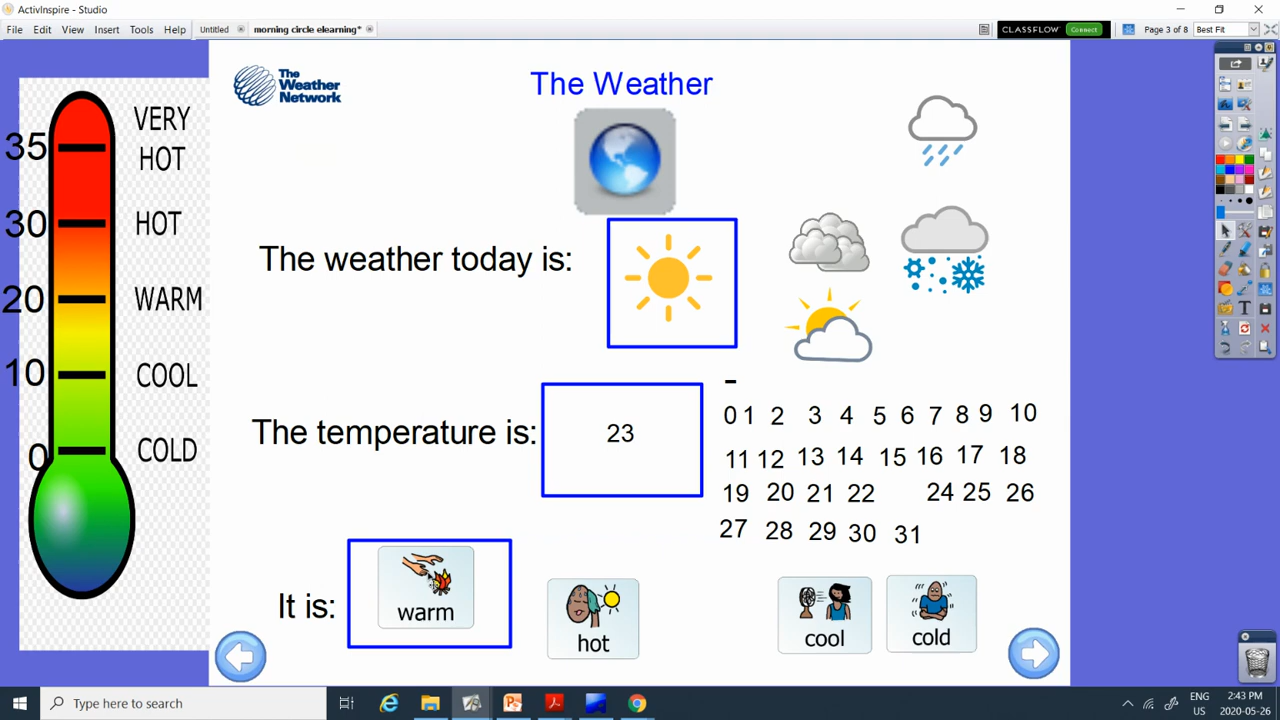 ActivInspire - Studio
File Edit View Insert Tools Help
Untitled morning circle elearning*
CLASSFLOW Connect
Page 3 of 8 Best Fit
The Weather Network
The Weather
35 VERY HOT
30 HOT
20 WARM
10 COOL
0 COLD
The weather today is:
The temperature is: 23
-
0 1 2 3 4 5 6 7 8 9 10
11 12 13 14 15 16 17 18
19 20 21 22 24 25 26
27 28 29 30 31
It is: warm
hot
cool
cold
Type here to search
ENG
US
2:43 PM
2020-05-26